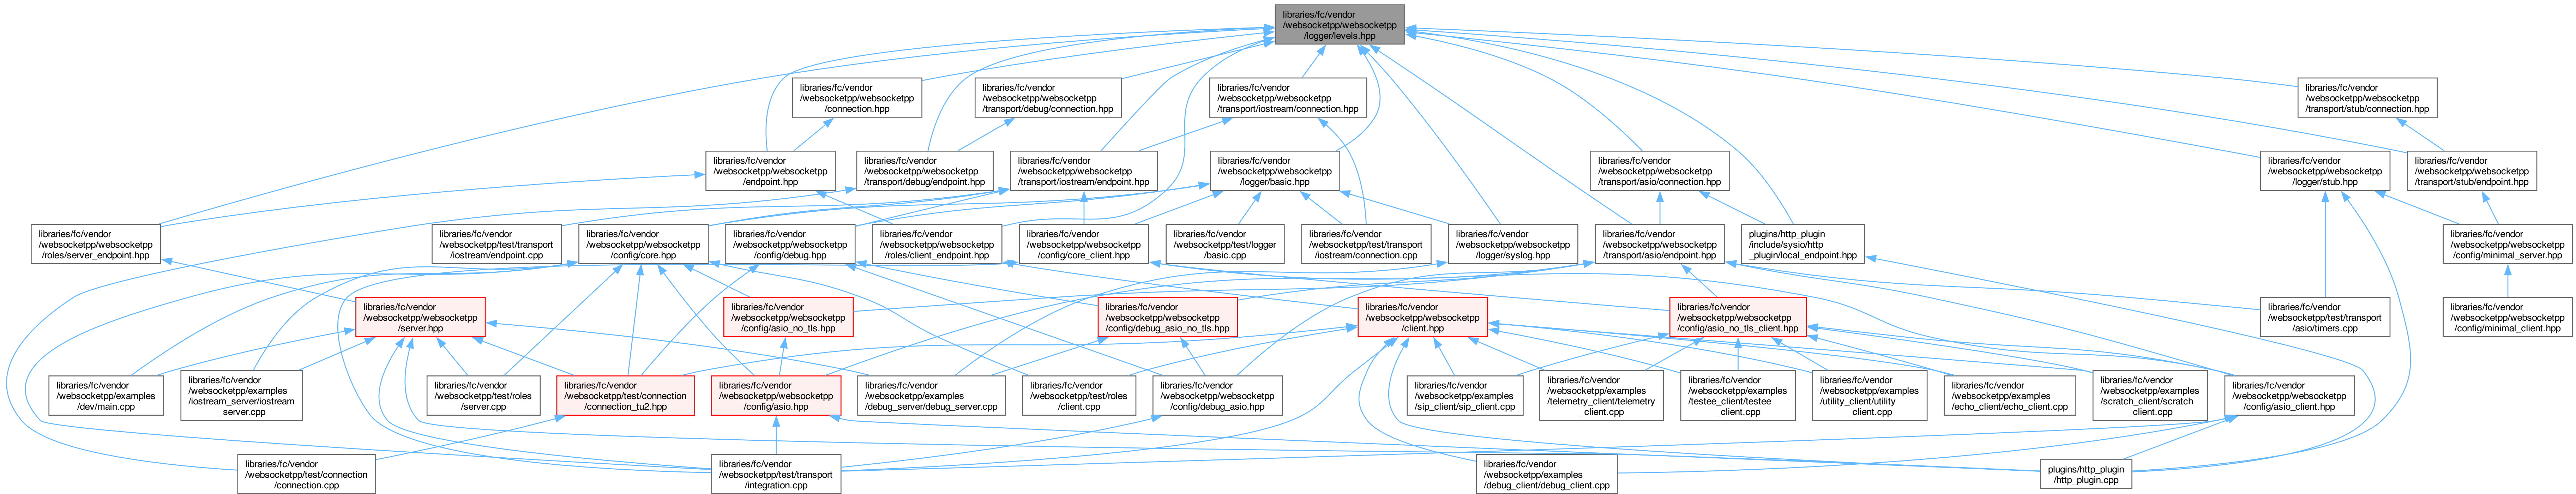 libraries/fc/vendor
/websocketpp/websocketpp
/logger/levels.hpp
libraries/fc/vendor
/websocketpp/websocketpp
/connection.hpp
libraries/fc/vendor
/websocketpp/websocketpp
/transport/debug/connection.hpp
libraries/fc/vendor
/websocketpp/websocketpp
/transport/iostream/connection.hpp
libraries/fc/vendor
/websocketpp/websocketpp
/transport/stub/connection.hpp
libraries/fc/vendor
/websocketpp/websocketpp
/endpoint.hpp
libraries/fc/vendor
/websocketpp/websocketpp
/transport/debug/endpoint.hpp
libraries/fc/vendor
/websocketpp/websocketpp
/transport/iostream/endpoint.hpp
libraries/fc/vendor
/websocketpp/websocketpp
/logger/basic.hpp
libraries/fc/vendor
/websocketpp/websocketpp
/transport/asio/connection.hpp
libraries/fc/vendor
/websocketpp/websocketpp
/logger/stub.hpp
libraries/fc/vendor
/websocketpp/websocketpp
/transport/stub/endpoint.hpp
libraries/fc/vendor
/websocketpp/websocketpp
/roles/server_endpoint.hpp
libraries/fc/vendor
/websocketpp/test/transport
/iostream/endpoint.cpp
libraries/fc/vendor
/websocketpp/websocketpp
/config/core.hpp
libraries/fc/vendor
/websocketpp/websocketpp
/config/debug.hpp
libraries/fc/vendor
/websocketpp/websocketpp
/roles/client_endpoint.hpp
libraries/fc/vendor
/websocketpp/websocketpp
/config/core_client.hpp
libraries/fc/vendor
/websocketpp/test/logger
/basic.cpp
libraries/fc/vendor
/websocketpp/test/transport
/iostream/connection.cpp
libraries/fc/vendor
/websocketpp/websocketpp
/logger/syslog.hpp
libraries/fc/vendor
/websocketpp/websocketpp
/transport/asio/endpoint.hpp
plugins/http_plugin
/include/sysio/http
_plugin/local_endpoint.hpp
libraries/fc/vendor
/websocketpp/websocketpp
/config/minimal_server.hpp
libraries/fc/vendor
/websocketpp/websocketpp
/server.hpp
libraries/fc/vendor
/websocketpp/websocketpp
/config/asio_no_tls.hpp
libraries/fc/vendor
/websocketpp/websocketpp
/config/debug_asio_no_tls.hpp
libraries/fc/vendor
/websocketpp/websocketpp
/client.hpp
libraries/fc/vendor
/websocketpp/websocketpp
/config/asio_no_tls_client.hpp
libraries/fc/vendor
/websocketpp/test/transport
/asio/timers.cpp
libraries/fc/vendor
/websocketpp/websocketpp
/config/minimal_client.hpp
libraries/fc/vendor
/websocketpp/examples
/dev/main.cpp
libraries/fc/vendor
/websocketpp/examples
/iostream_server/iostream
_server.cpp
libraries/fc/vendor
/websocketpp/test/roles
/server.cpp
libraries/fc/vendor
/websocketpp/test/connection
/connection_tu2.hpp
libraries/fc/vendor
/websocketpp/websocketpp
/config/asio.hpp
libraries/fc/vendor
/websocketpp/examples
/debug_server/debug_server.cpp
libraries/fc/vendor
/websocketpp/test/roles
/client.cpp
libraries/fc/vendor
/websocketpp/websocketpp
/config/debug_asio.hpp
libraries/fc/vendor
/websocketpp/examples
/sip_client/sip_client.cpp
libraries/fc/vendor
/websocketpp/examples
/telemetry_client/telemetry
_client.cpp
libraries/fc/vendor
/websocketpp/examples
/testee_client/testee
_client.cpp
libraries/fc/vendor
/websocketpp/examples
/utility_client/utility
_client.cpp
libraries/fc/vendor
/websocketpp/examples
/echo_client/echo_client.cpp
libraries/fc/vendor
/websocketpp/examples
/scratch_client/scratch
_client.cpp
libraries/fc/vendor
/websocketpp/websocketpp
/config/asio_client.hpp
libraries/fc/vendor
/websocketpp/test/connection
/connection.cpp
libraries/fc/vendor
/websocketpp/test/transport
/integration.cpp
libraries/fc/vendor
/websocketpp/examples
/debug_client/debug_client.cpp
plugins/http_plugin
/http_plugin.cpp